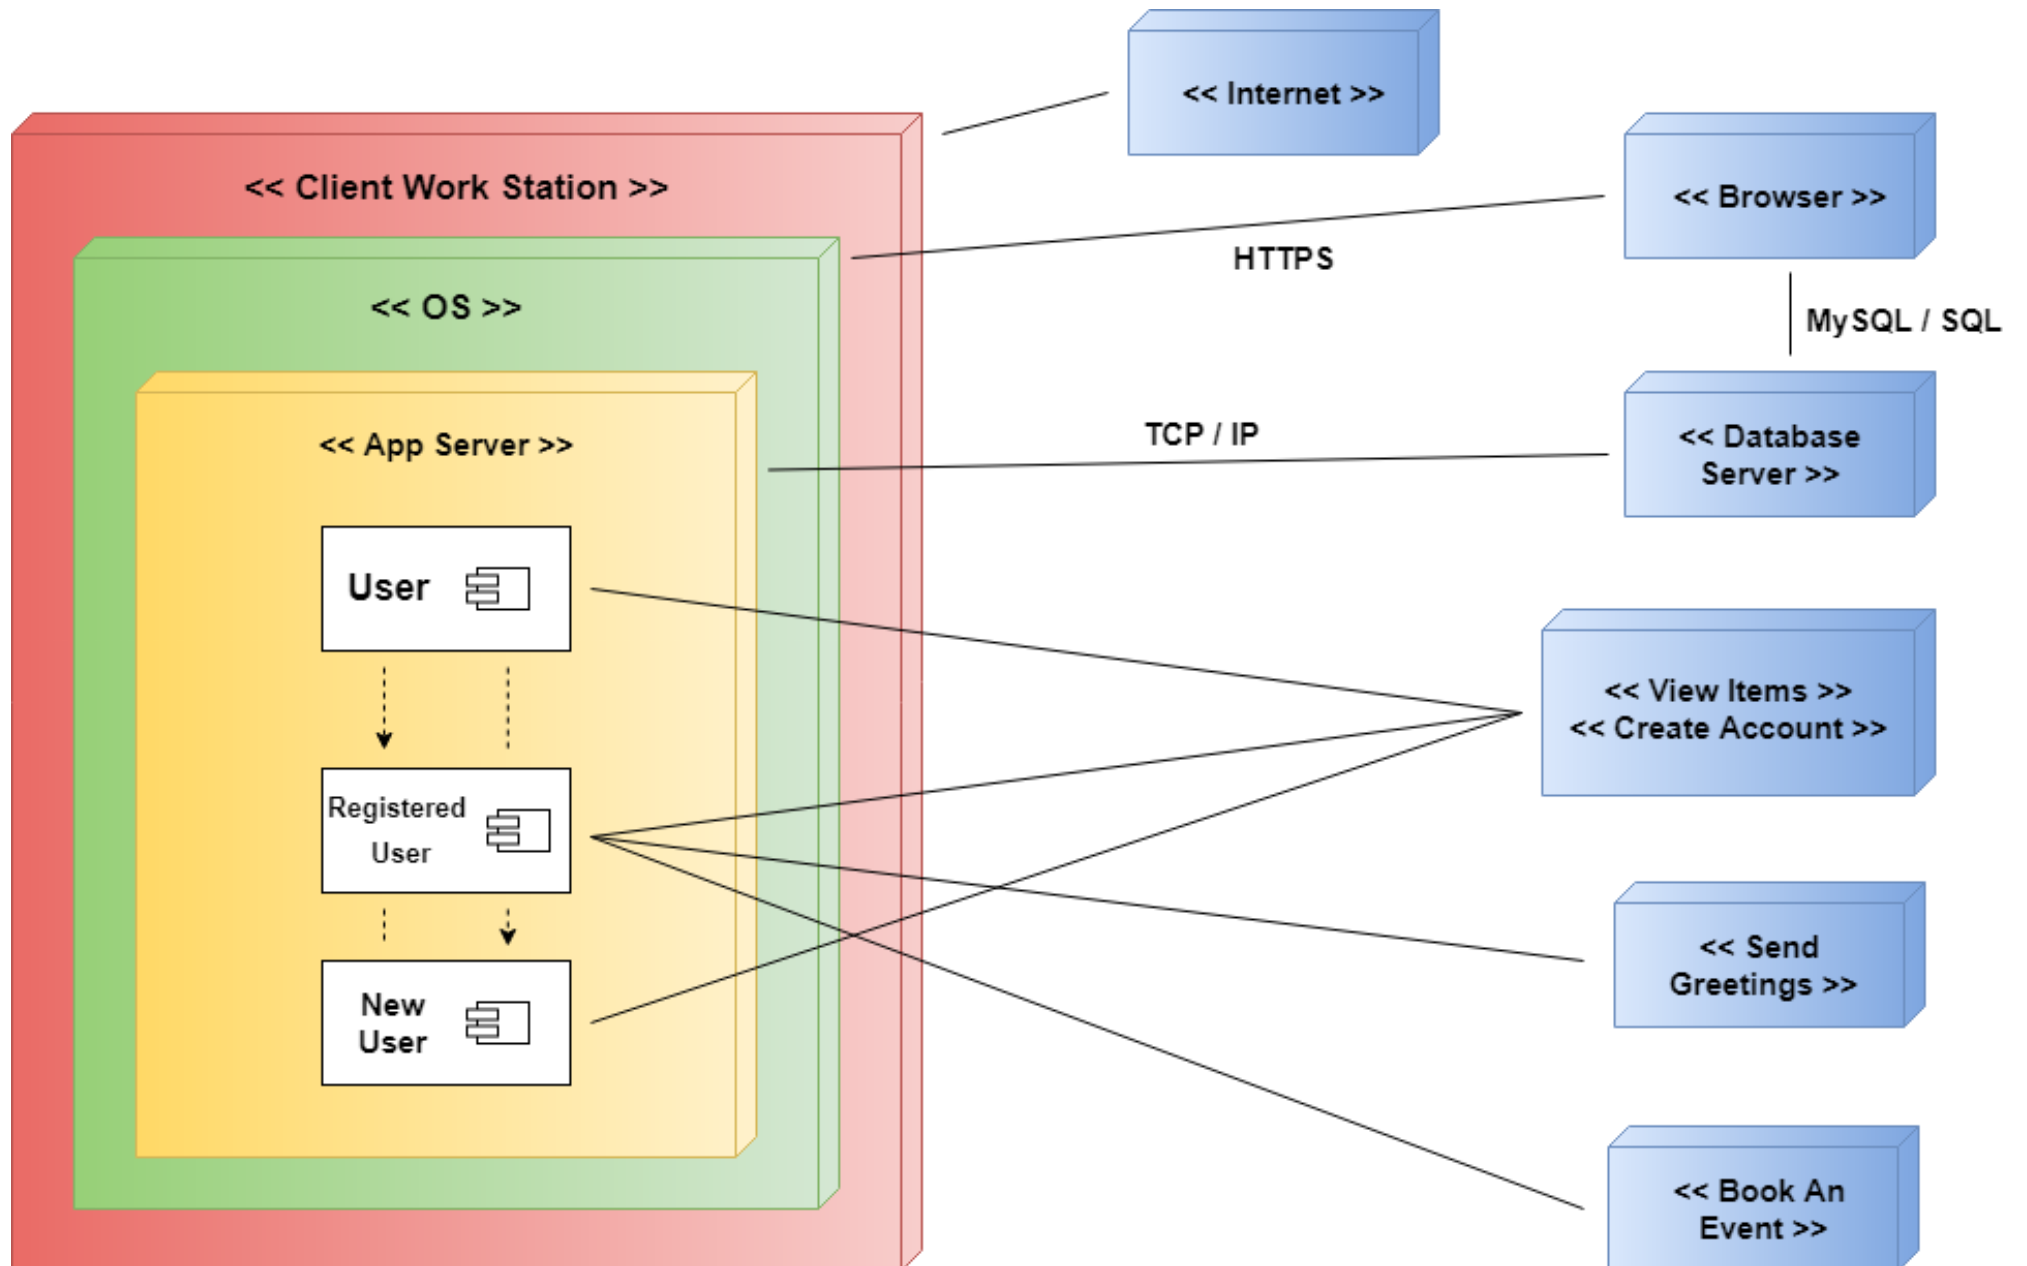 << Internet >>
<< Client Work Station >>
<< Browser >>
HTTPS
<< OS >>
MySQL / SQL
<< App Server >>
TCP / IP
<< Database
Server >>
User
<< View Items >>
<< Create Account >>
Registered
User
<< Send
Greetings >>
New
User
<< Book An
Event >>